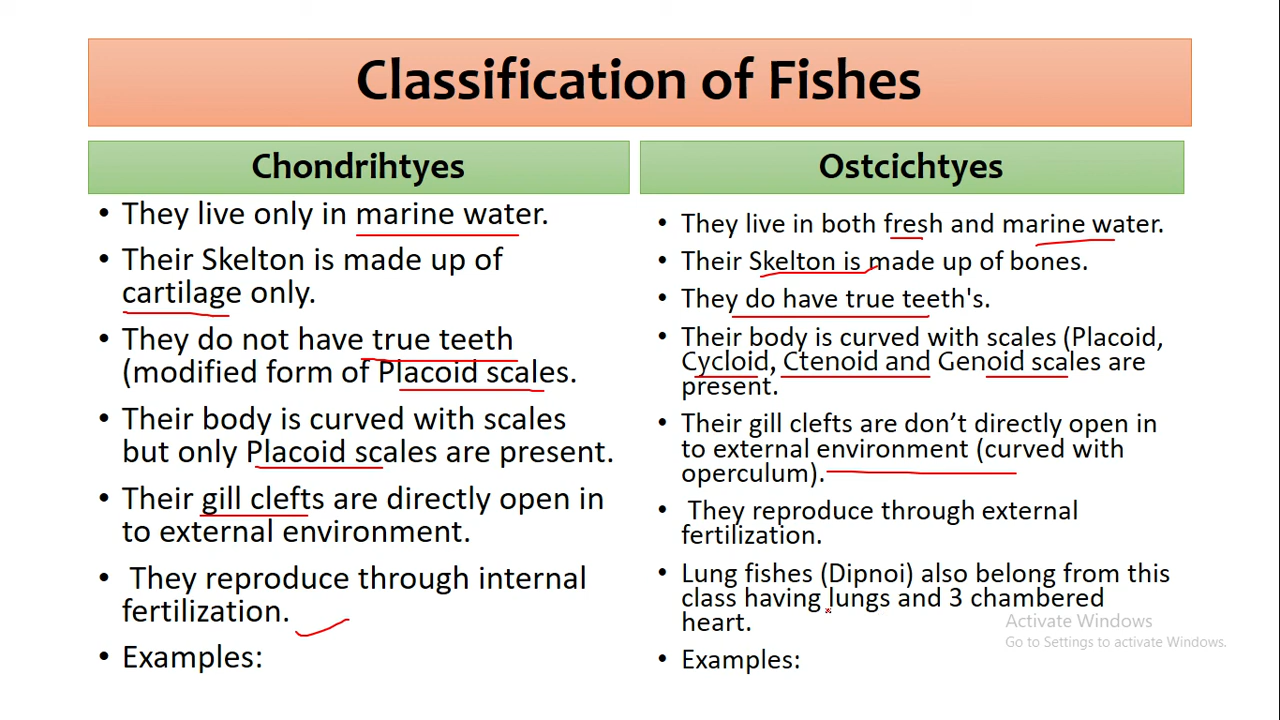 Classification of Fishes
Chondrihtyes
• They live only in marine water.
• Their Skelton is made up of
cartilage only.
• They do not have true teeth
(modified form of Placoid scales.
• Their body is curved with scales
but only Placoid scales are present.
• Their gill clefts are directly open in
to external environment.
• They reproduce through internal
fertilization.
• Examples:
Ostcichtyes
• They live in both fresh and marine water.
• Their Skelton is made up of bones.
• They do have true teeth's.
• Their body is curved with scales (Placoid,
Cycloid, Ctenoid and Genoid scales are
present.
• Their gill clefts are don’t directly open in
to external environment (curved with
operculum).
• They reproduce through external
fertilization.
• Lung fishes (Dipnoi) also belong from this
class having lungs and 3 chambered
heart.
• Examples:
Activate Windows
Go to Settings to activate Windows.